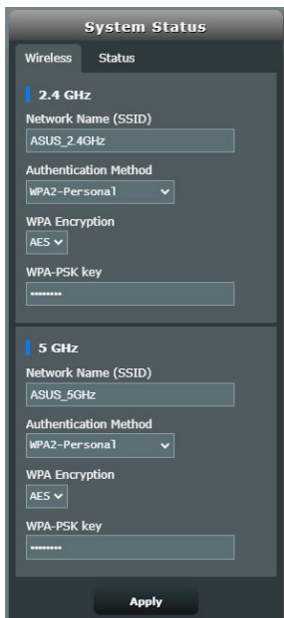 System Status
Wireless Status
2.4 GHz
Network Name (SSID)
ASUS_2.4GHz
Authentication Method
WPA2-Personal
WPA Encryption
AES
WPA-PSK key
••••••••
5 GHz
Network Name (SSID)
ASUS_5GHz
Authentication Method
WPA2-Personal
WPA Encryption
AES
WPA-PSK key
••••••••
Apply